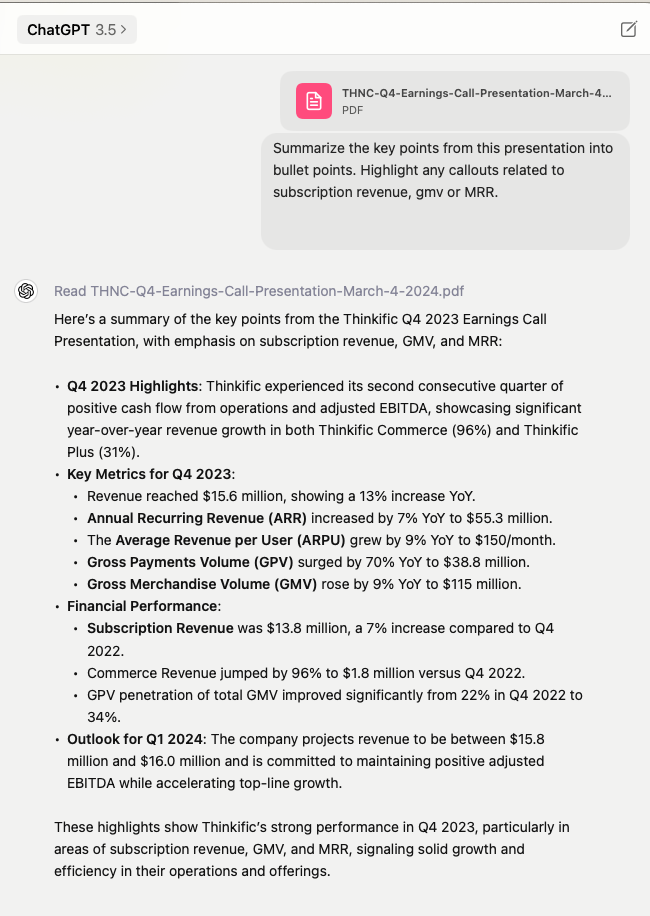 ChatGPT 3.5 >
THNC-Q4-Earnings-Call-Presentation-March-4...
PDF
Summarize the key points from this presentation into
bullet points. Highlight any callouts related to
subscription revenue, gmv or MRR.
Read THNC-Q4-Earnings-Call-Presentation-March-4-2024.pdf
Here's a summary of the key points from the Thinkific Q4 2023 Earnings Call
Presentation, with emphasis on subscription revenue, GMV, and MRR:
• Q4 2023 Highlights: Thinkific experienced its second consecutive quarter of
positive cash flow from operations and adjusted EBITDA, showcasing significant
year-over-year revenue growth in both Thinkific Commerce (96%) and Thinkific
Plus (31%).
• Key Metrics for Q4 2023:
• Revenue reached $15.6 million, showing a 13% increase YoY.
• Annual Recurring Revenue (ARR) increased by 7% YoY to $55.3 million.
• The Average Revenue per User (ARPU) grew by 9% YoY to $150/month.
• Gross Payments Volume (GPV) surged by 70% YoY to $38.8 million.
• Gross Merchandise Volume (GMV) rose by 9% YoY to $115 million.
• Financial Performance:
• Subscription Revenue was $13.8 million, a 7% increase compared to Q4
2022.
• Commerce Revenue jumped by 96% to $1.8 million versus Q4 2022.
• GPV penetration of total GMV improved significantly from 22% in Q4 2022 to
34%.
• Outlook for Q1 2024: The company projects revenue to be between $15.8
million and $16.0 million and is committed to maintaining positive adjusted
EBITDA while accelerating top-line growth.
These highlights show Thinkific's strong performance in Q4 2023, particularly in
areas of subscription revenue, GMV, and MRR, signaling solid growth and
efficiency in their operations and offerings.